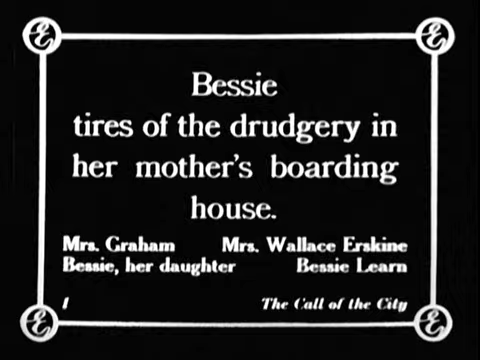 Bessie
tires of the drudgery in
her mother's boarding
house.
Mrs. Graham Mrs. Wallace Erskine
Bessie, her daughter Bessie Learn
1 The Call of the City